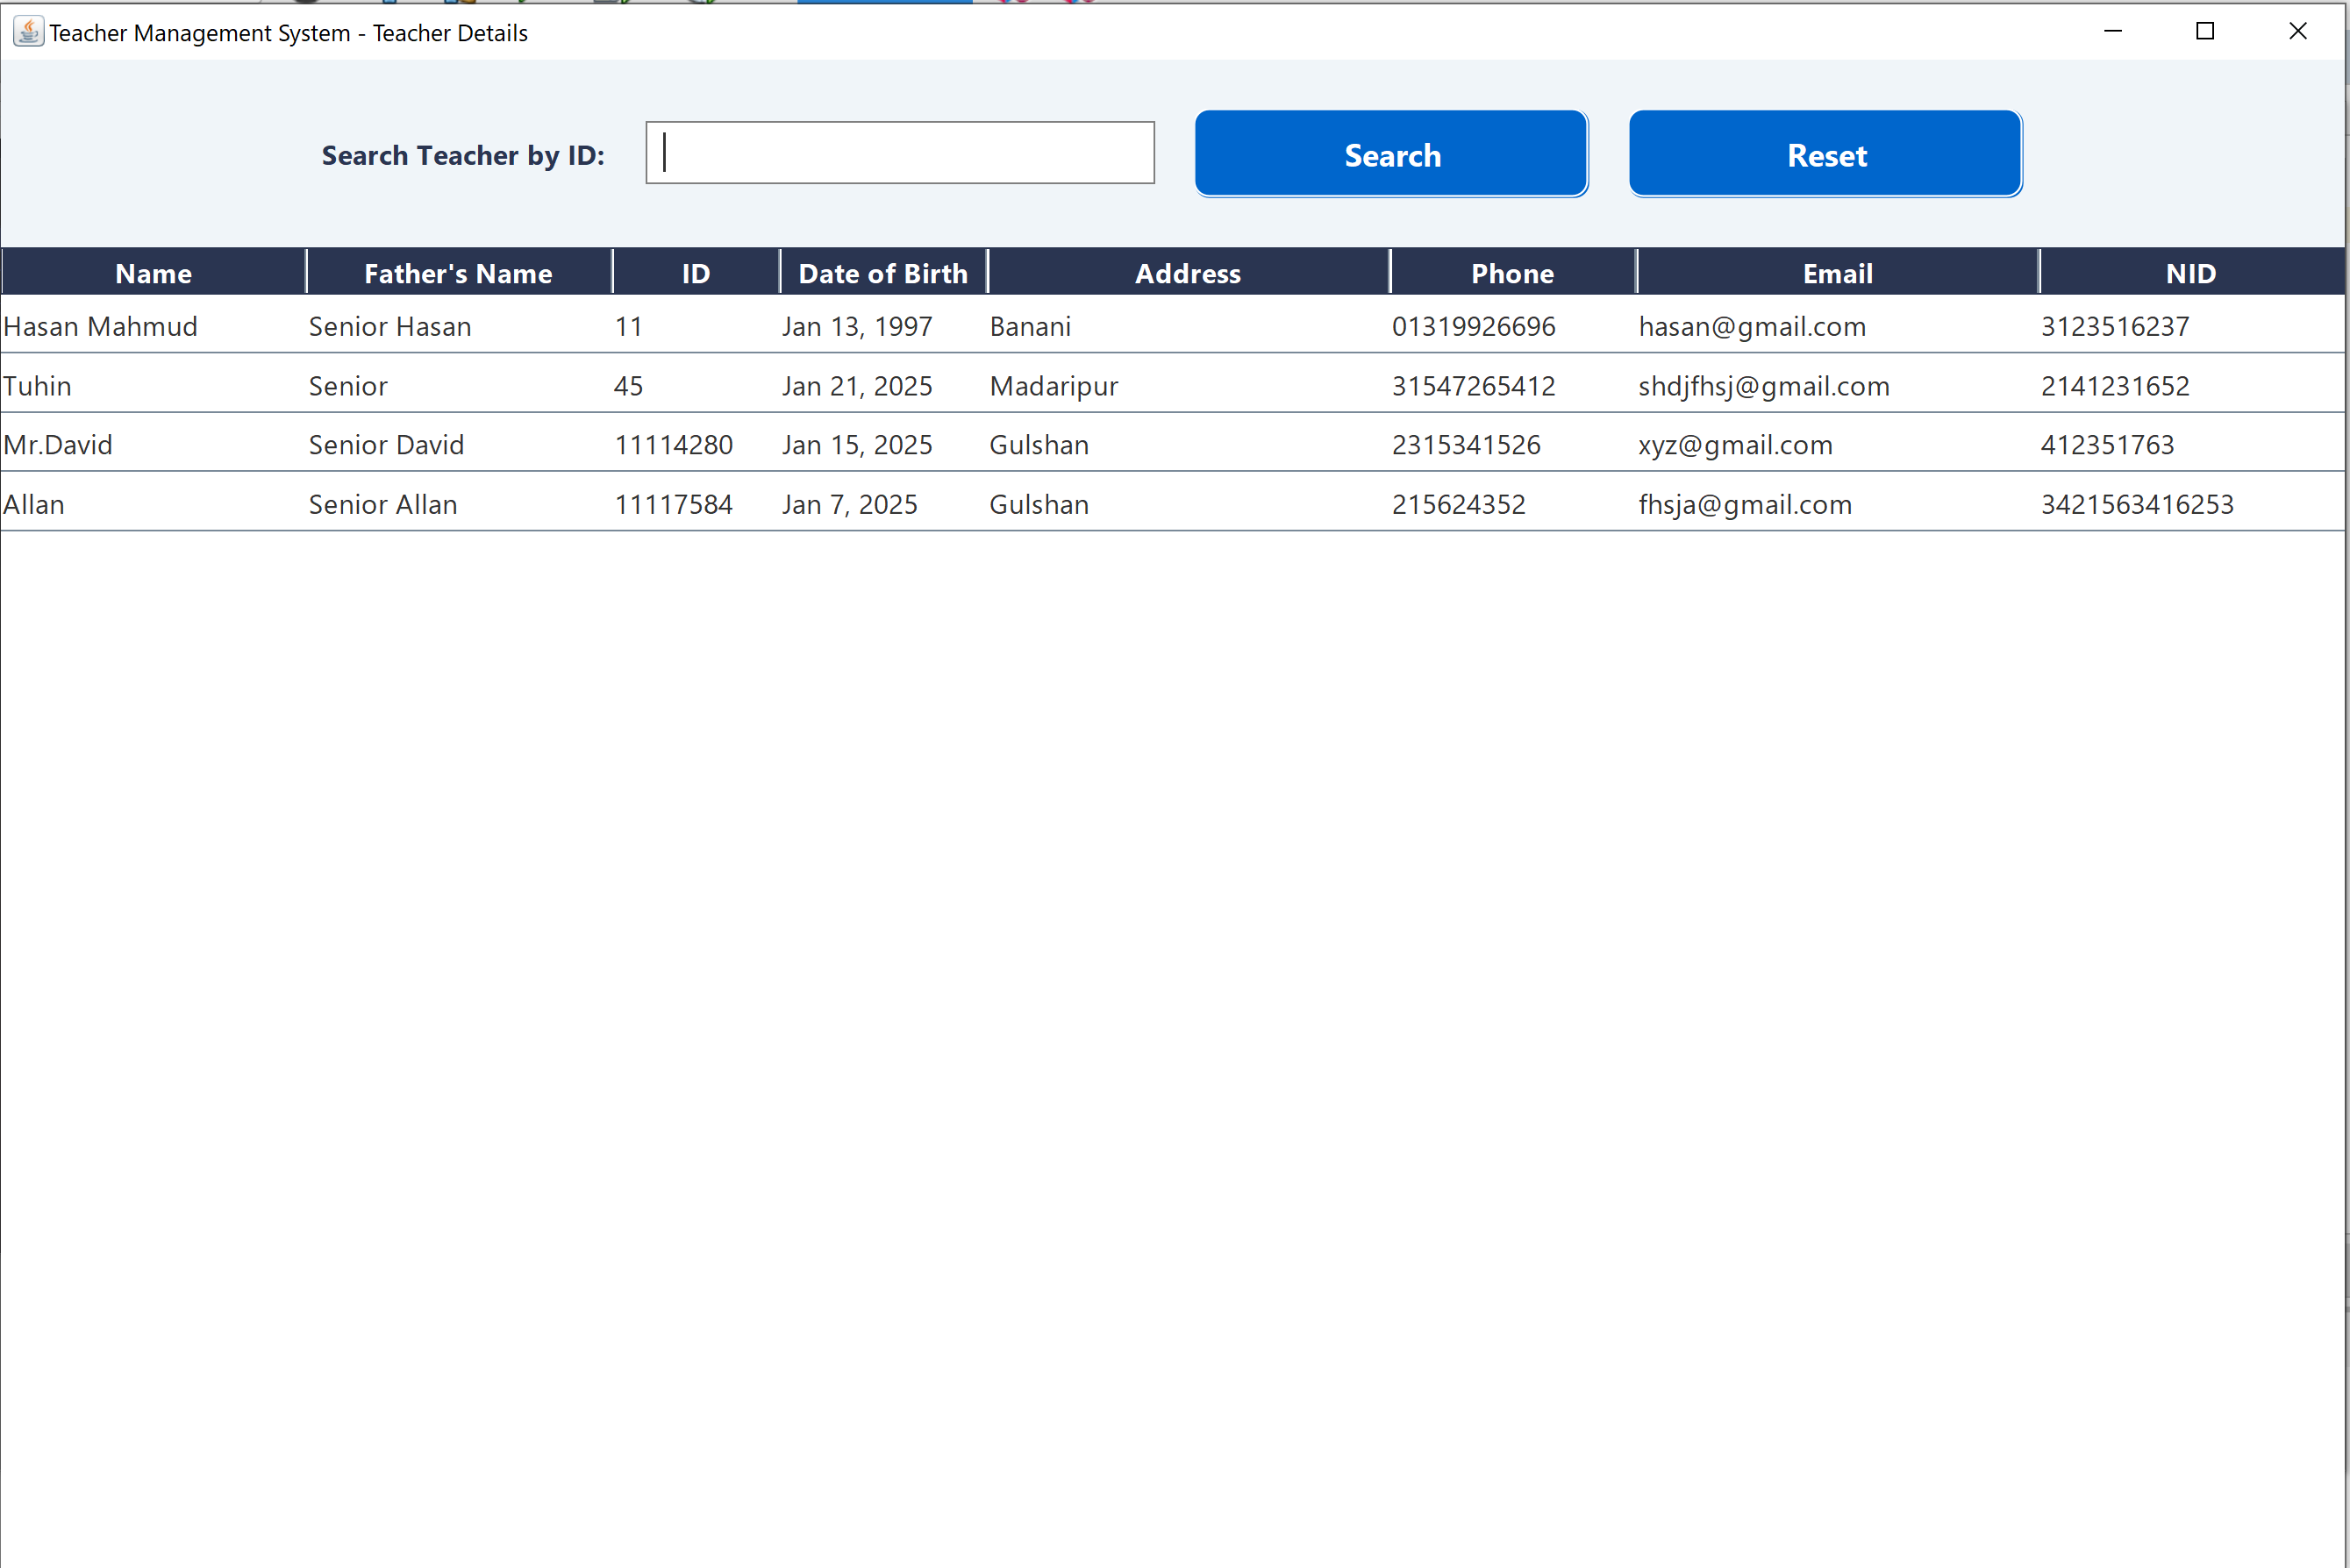 Teacher Management System - Teacher Details
Search Teacher by ID: Search Reset
Name Father's Name ID Date of Birth Address Phone Email NID
Hasan Mahmud Senior Hasan 11 Jan 13, 1997 Banani 01319926696 hasan@gmail.com 3123516237
Tuhin Senior 45 Jan 21, 2025 Madaripur 31547265412 shdjfhsj@gmail.com 2141231652
Mr.David Senior David 11114280 Jan 15, 2025 Gulshan 2315341526 xyz@gmail.com 412351763
Allan Senior Allan 11117584 Jan 7, 2025 Gulshan 215624352 fhsja@gmail.com 3421563416253